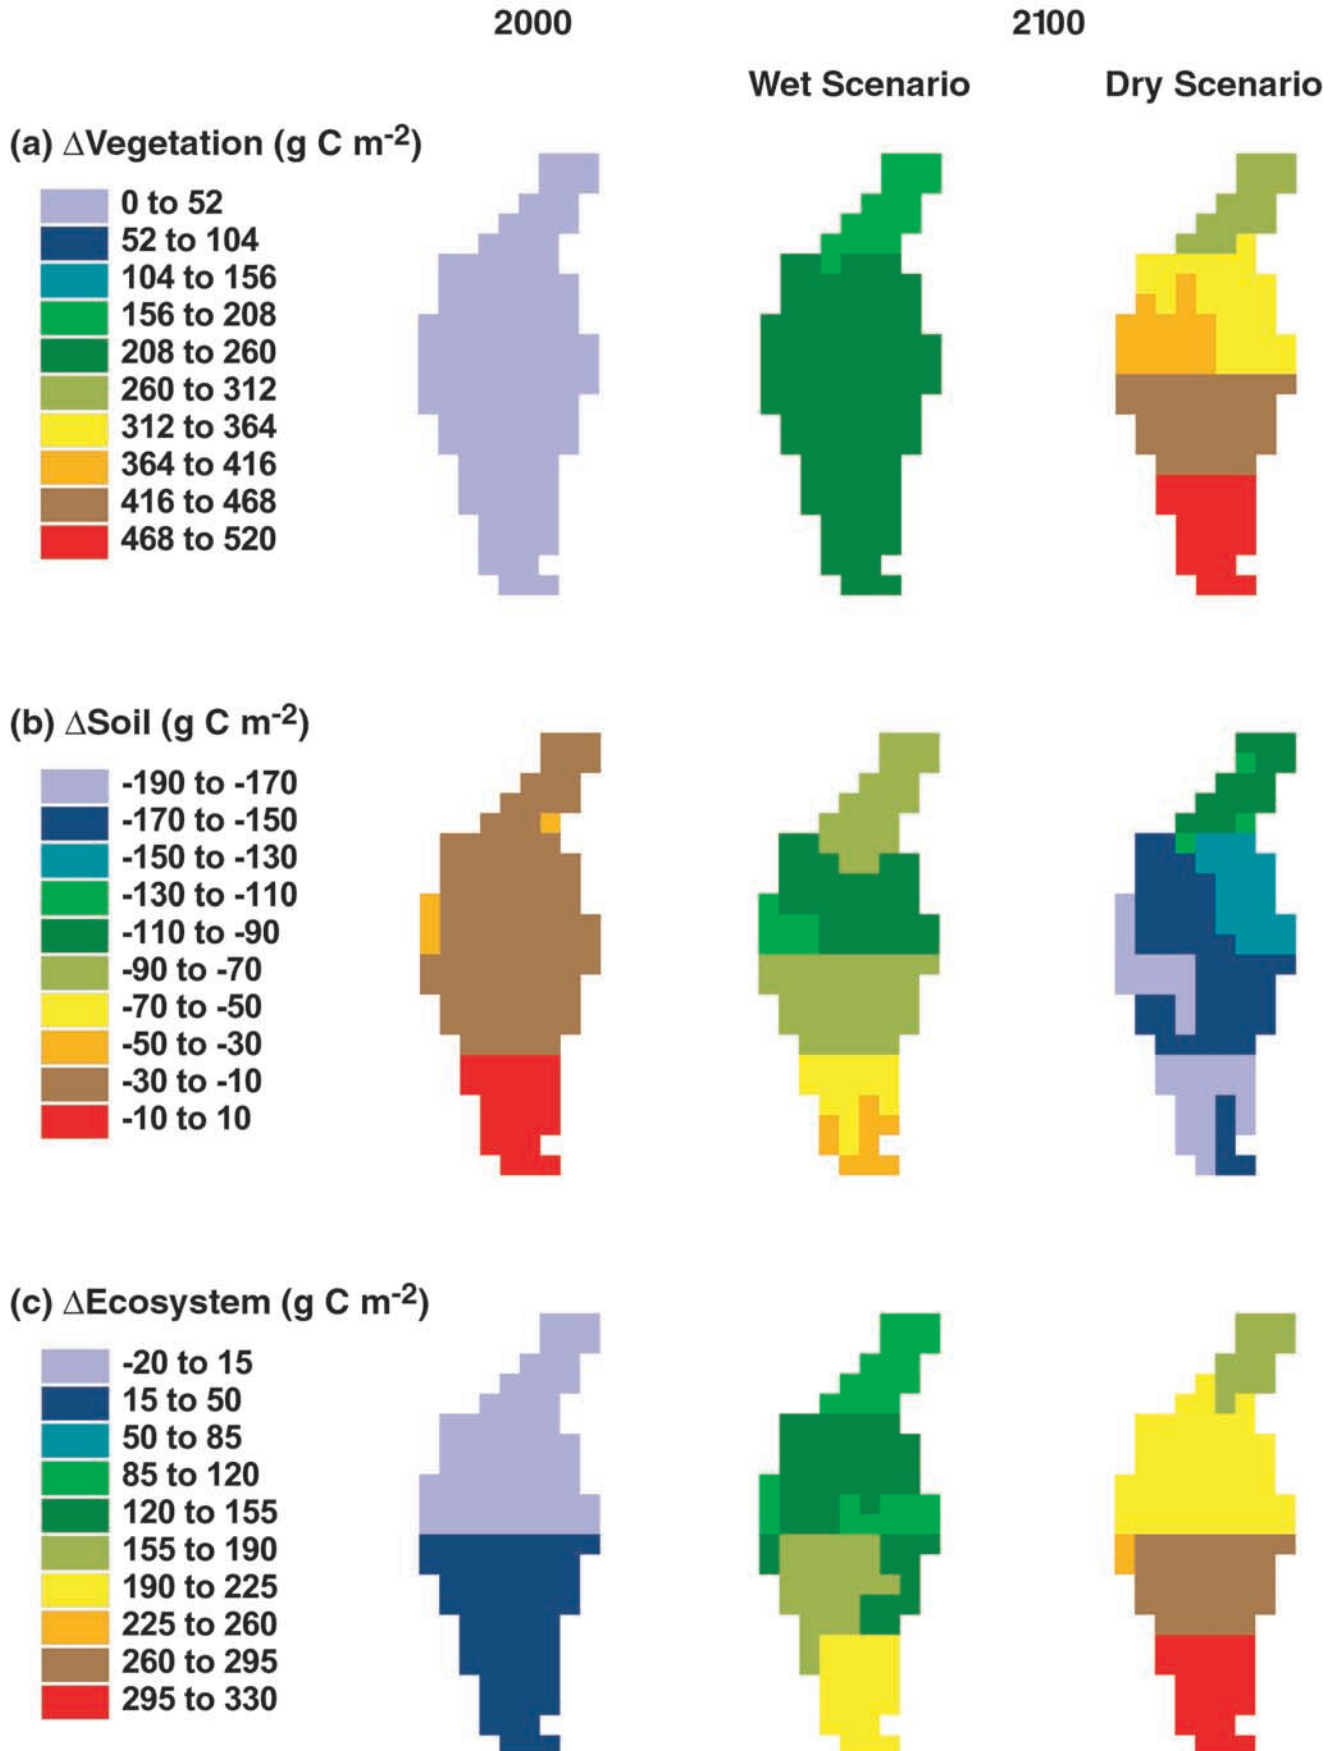 2000 2100
Wet Scenario Dry Scenario
(a) ΔVegetation (g C m-2)
0 to 52
52 to 104
104 to 156
156 to 208
208 to 260
260 to 312
312 to 364
364 to 416
416 to 468
468 to 520
(b) ΔSoil (g C m-2)
-190 to -170
-170 to -150
-150 to -130
-130 to -110
-110 to -90
-90 to -70
-70 to -50
-50 to -30
-30 to -10
-10 to 10
(c) ΔEcosystem (g C m-2)
-20 to 15
15 to 50
50 to 85
85 to 120
120 to 155
155 to 190
190 to 225
225 to 260
260 to 295
295 to 330